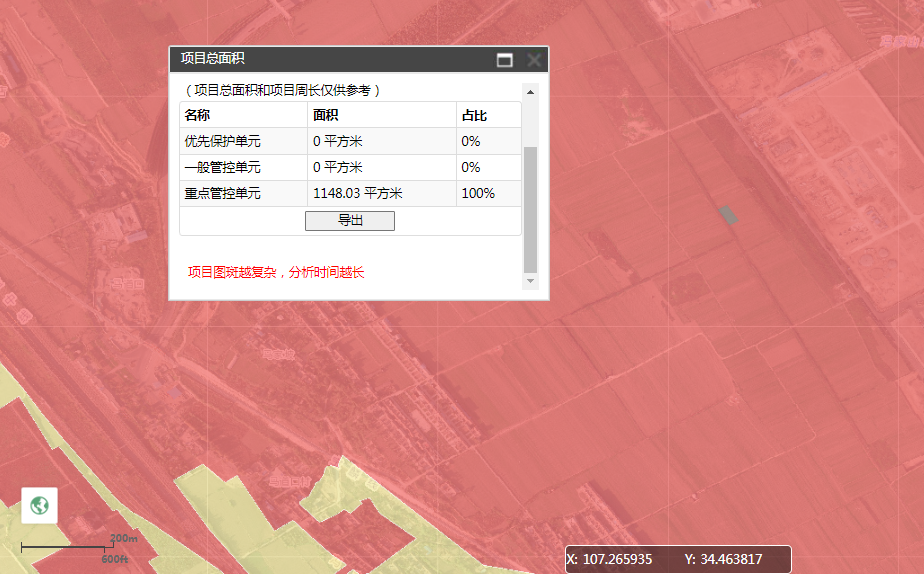 项目总面积
（项目总面积和项目周长仅供参考）
名称 面积 占比
优先保护单元 0 平方米 0%
一般管控单元 0 平方米 0%
重点管控单元 1148.03 平方米 100%
导出
项目图斑越复杂，分析时间越长
200m
600ft
X: 107.265935 Y: 34.463817